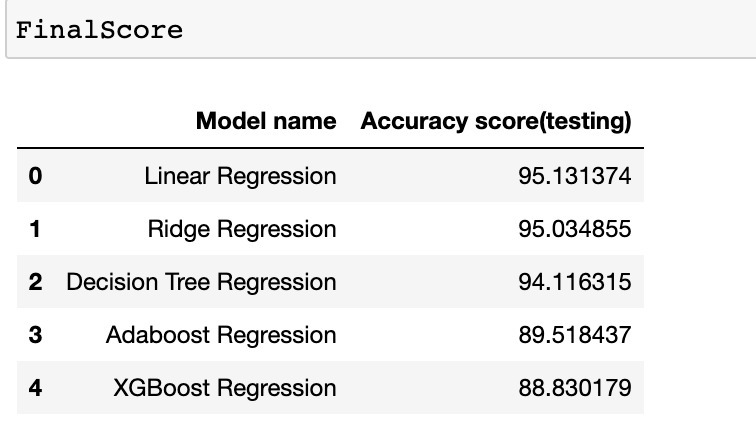 FinalScore
Model name Accuracy score(testing)
0 Linear Regression 95.131374
1 Ridge Regression 95.034855
2 Decision Tree Regression 94.116315
3 Adaboost Regression 89.518437
4 XGBoost Regression 88.830179